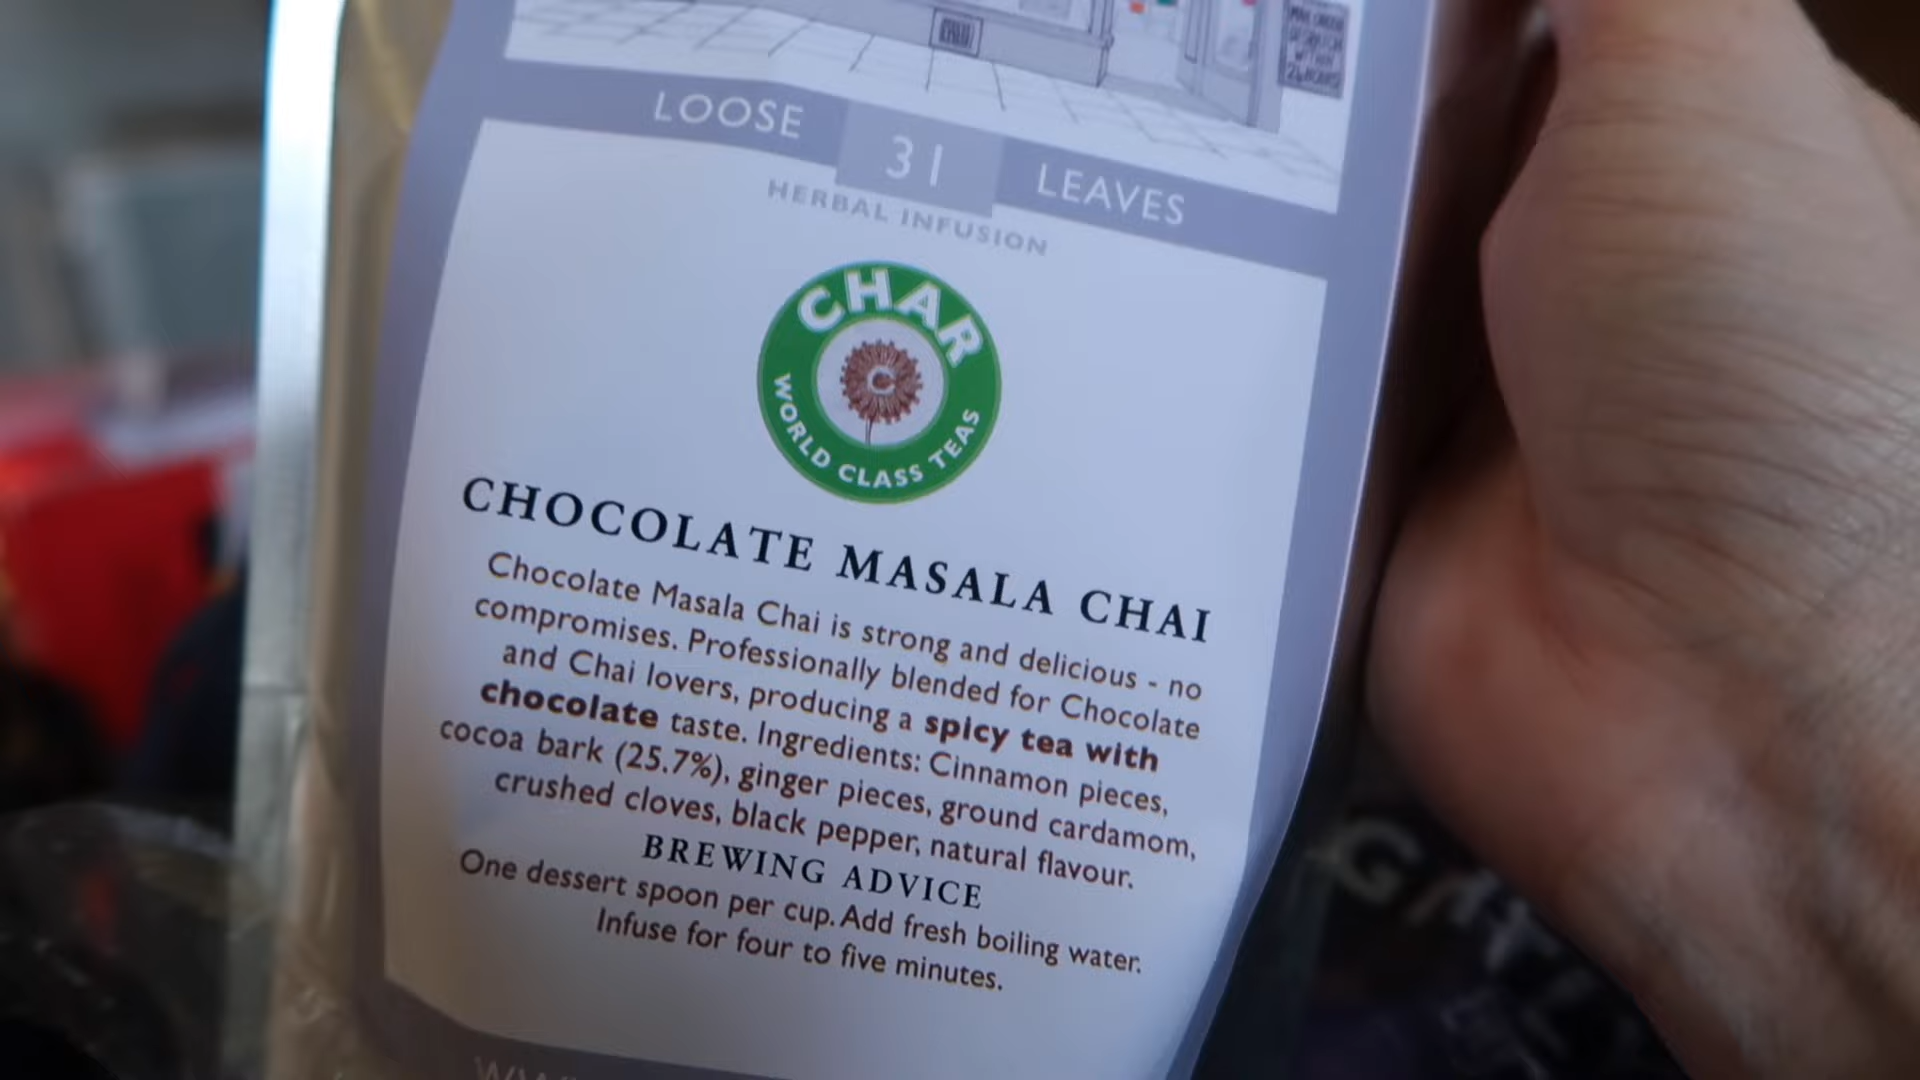 LOOSE 31 LEAVES
HERBAL INFUSION
CHAR
C
WORLD CLASS TEAS
CHOCOLATE MASALA CHAI
Chocolate Masala Chai is strong and delicious - no
compromises. Professionally blended for Chocolate
and Chai lovers, producing a spicy tea with
chocolate taste. Ingredients: Cinnamon pieces,
cocoa bark (25.7%), ginger pieces, ground cardamom,
crushed cloves, black pepper, natural flavour.
BREWING ADVICE
One dessert spoon per cup. Add fresh boiling water.
Infuse for four to five minutes.